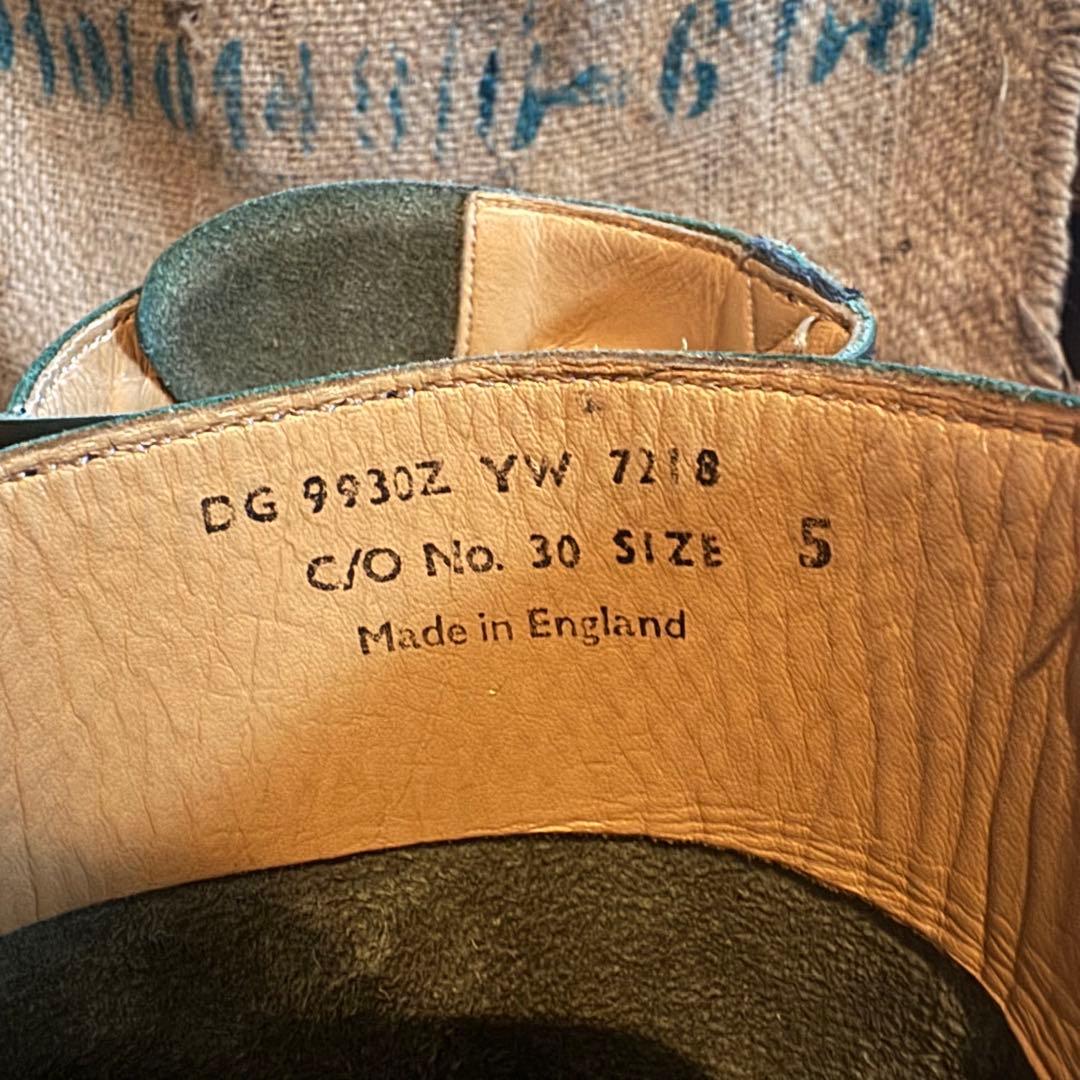 DG 9930Z YW 7218
C/O No. 30 SIZE 5
Made in England